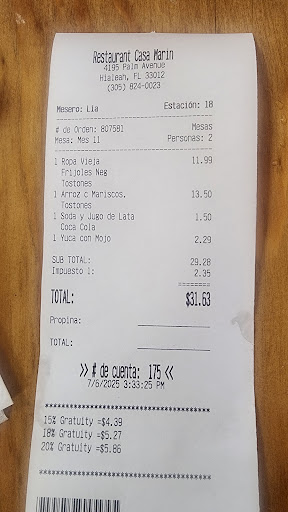 Restaurant Casa Marin
4195 Palm Avenue
Hialeah, FL 33012
(305) 824-0023
Mesero: Lia Estación: 18
# de Orden: 807591 Mesas
Mesa: Mes 11 Personas: 2
1 Ropa Vieja 11.99
Frijoles Neg
Tostones
1 Arroz c Mariscos. 13.50
Tostones
1 Soda y Jugo de Lata 1.50
Coca Cola
1 Yuca con Mojo 2.29
SUB TOTAL: 29.28
Impuesto 1: 2.35
TOTAL: $31.63
Propina:
TOTAL:
>> # de cuenta: 175 <<
7/6/2025 3:33:25 PM
15% Gratuity =$4.39
18% Gratuity =$5.27
20% Gratuity =$5.86